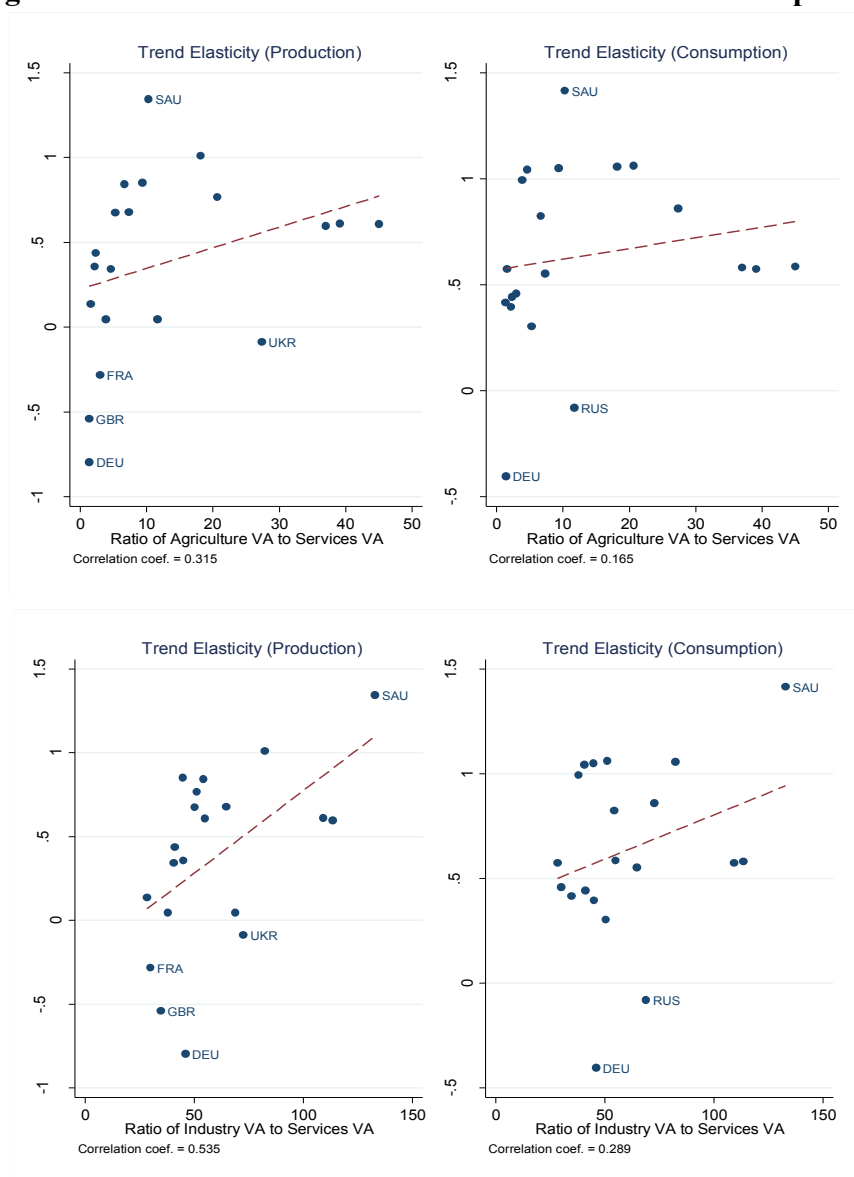 Trend Elasticity (Production)
1.5
1
.5
0
-.5
-1
SAU
UKR
FRA
GBR
DEU
0 10 20 30 40 50
Ratio of Agriculture VA to Services VA
Correlation coef. = 0.315
Trend Elasticity (Consumption)
1.5
1
.5
0
-.5
SAU
RUS
DEU
0 10 20 30 40 50
Ratio of Agriculture VA to Services VA
Correlation coef. = 0.165
Trend Elasticity (Production)
1.5
1
.5
0
-.5
-1
SAU
UKR
FRA
GBR
DEU
0 50 100 150
Ratio of Industry VA to Services VA
Correlation coef. = 0.535
Trend Elasticity (Consumption)
1.5
1
.5
0
-.5
SAU
RUS
DEU
0 50 100 150
Ratio of Industry VA to Services VA
Correlation coef. = 0.289